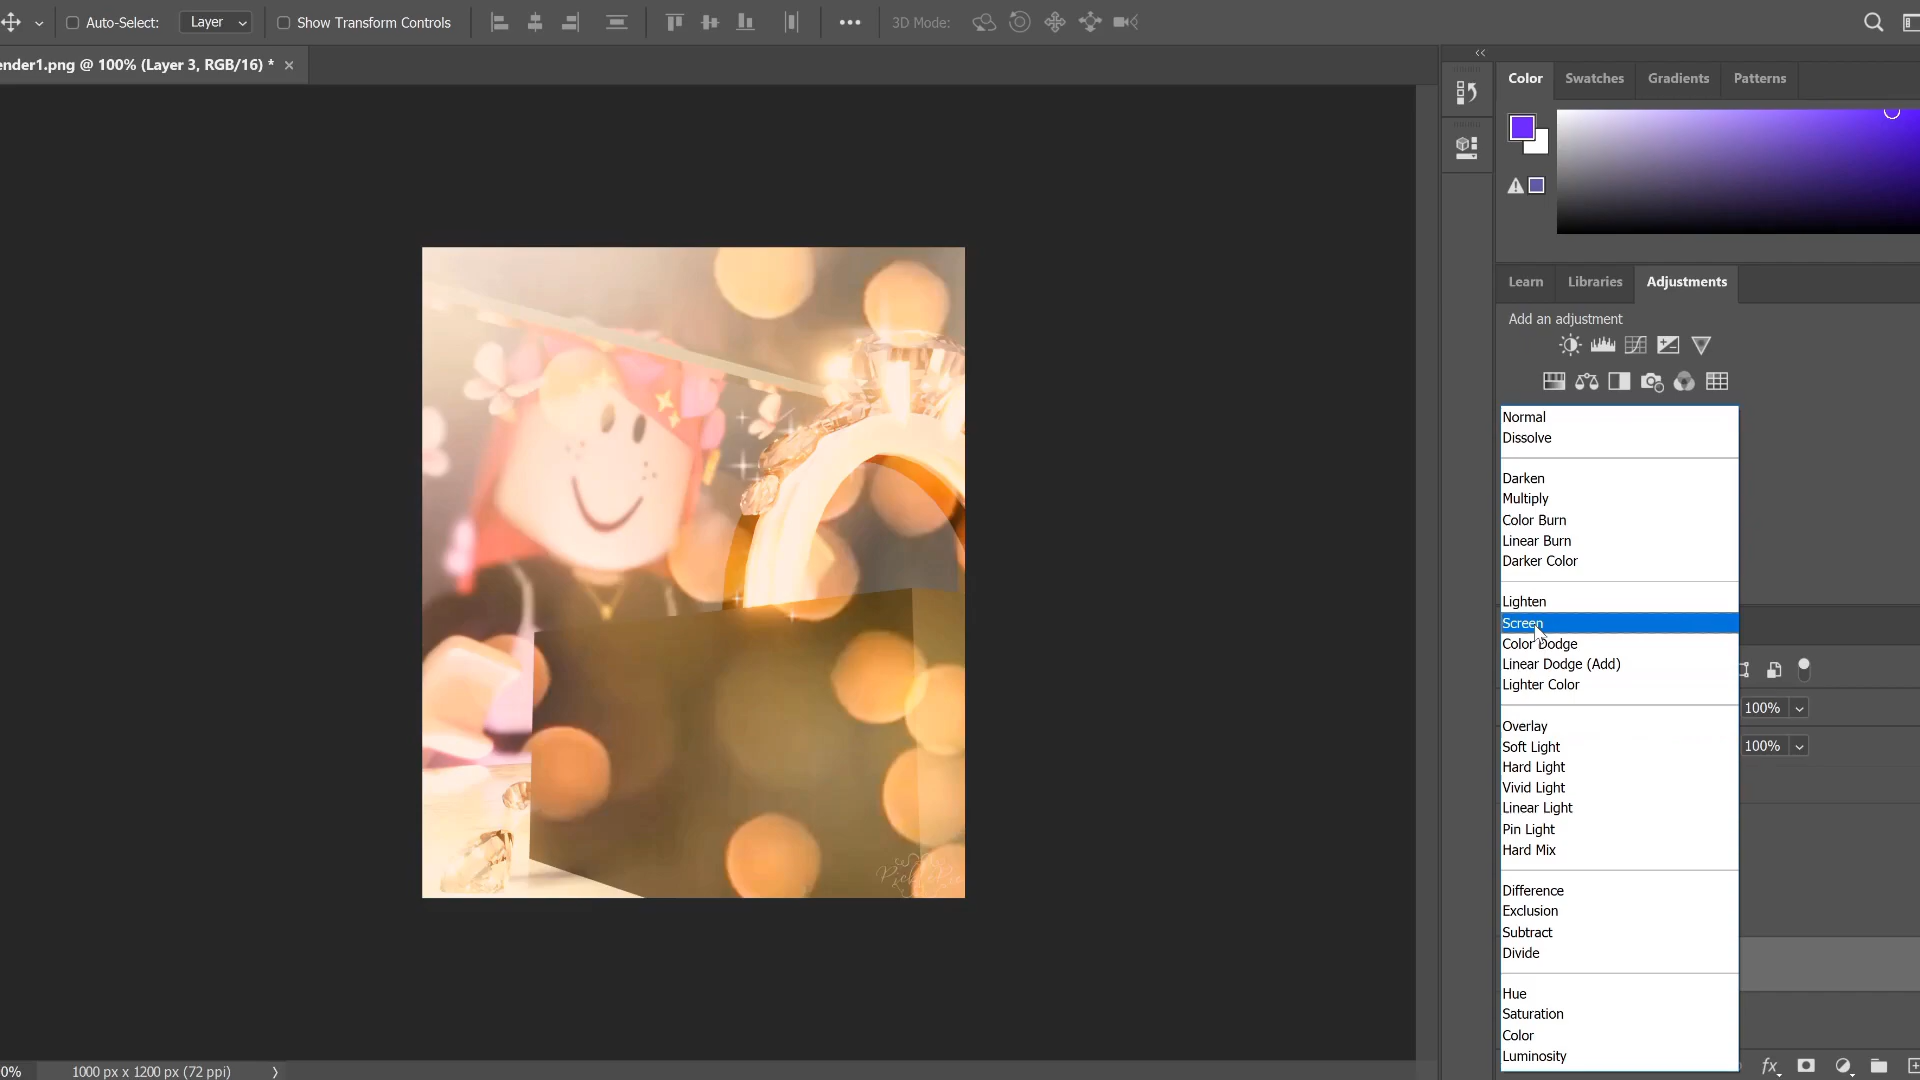 Auto-Select:
Layer
Show Transform Controls
3D Mode:
ender1.png @ 100% (Layer 3, RGB/16) *
Color
Swatches
Gradients
Patterns
Learn
Libraries
Adjustments
Add an adjustment
Normal
Dissolve
Darken
Multiply
Color Burn
Linear Burn
Darker Color
Lighten
Screen
Color Dodge
Linear Dodge (Add)
Lighter Color
100%
Overlay
Soft Light
100%
Hard Light
Vivid Light
Linear Light
Pin Light
Hard Mix
Difference
Exclusion
Subtract
Divide
Hue
Saturation
Color
Luminosity
0%
1000 px x 1200 px (72 ppi)
fx